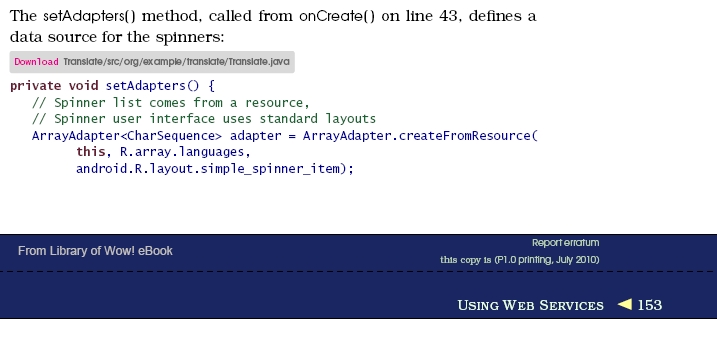 The setAdapters() method, called from onCreate() on line 43, defines a
data source for the spinners:
Download Translate/src/org/example/translate/Translate.java
private void setAdapters() {
// Spinner list comes from a resource,
// Spinner user interface uses standard layouts
ArrayAdapter<CharSequence> adapter = ArrayAdapter.createFromResource(
this, R.array.languages,
android.R.layout.simple_spinner_item);
From Library of Wow! eBook
Report erratum
this copy is (P1.0 printing, July 2010)
USING WEB SERVICES ◀ 153